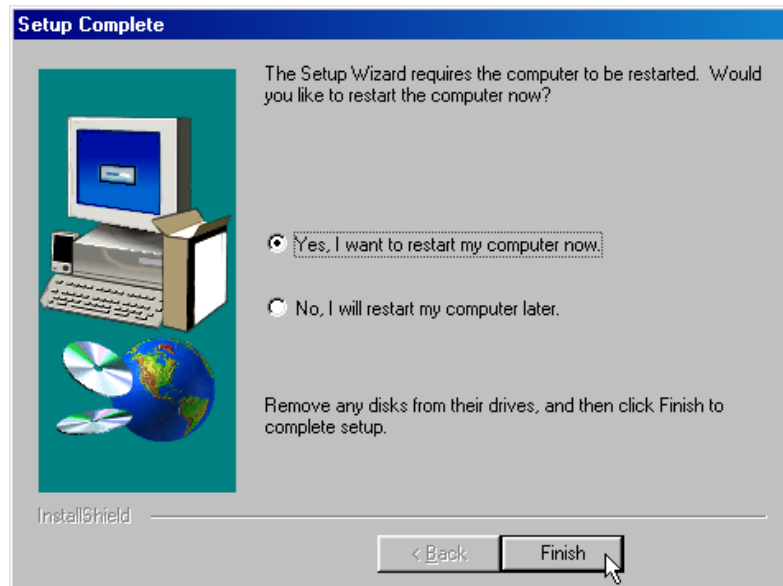 Setup Complete
The Setup Wizard requires the computer to be restarted.  Would
you like to restart the computer now?
Yes, I want to restart my computer now.
No, I will restart my computer later.
Remove any disks from their drives, and then click Finish to
complete setup.
InstallShield
< Back
Finish